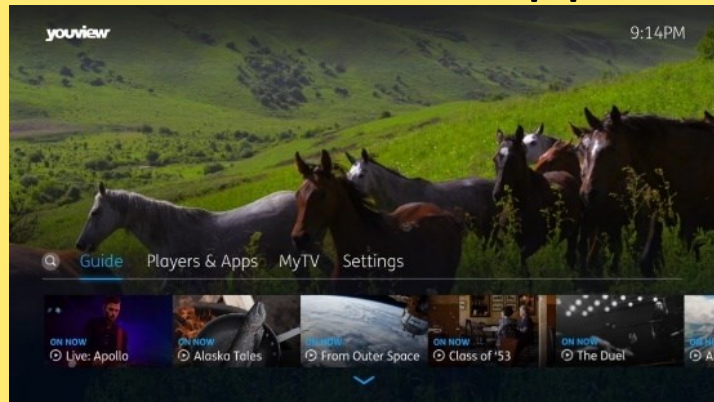 youview
9:14PM
Guide Players & Apps MyTV Settings
ON NOW ON NOW ON NOW ON NOW ON NOW
Live: Apollo Alaska Tales From Outer Space Class of '53 The Duel